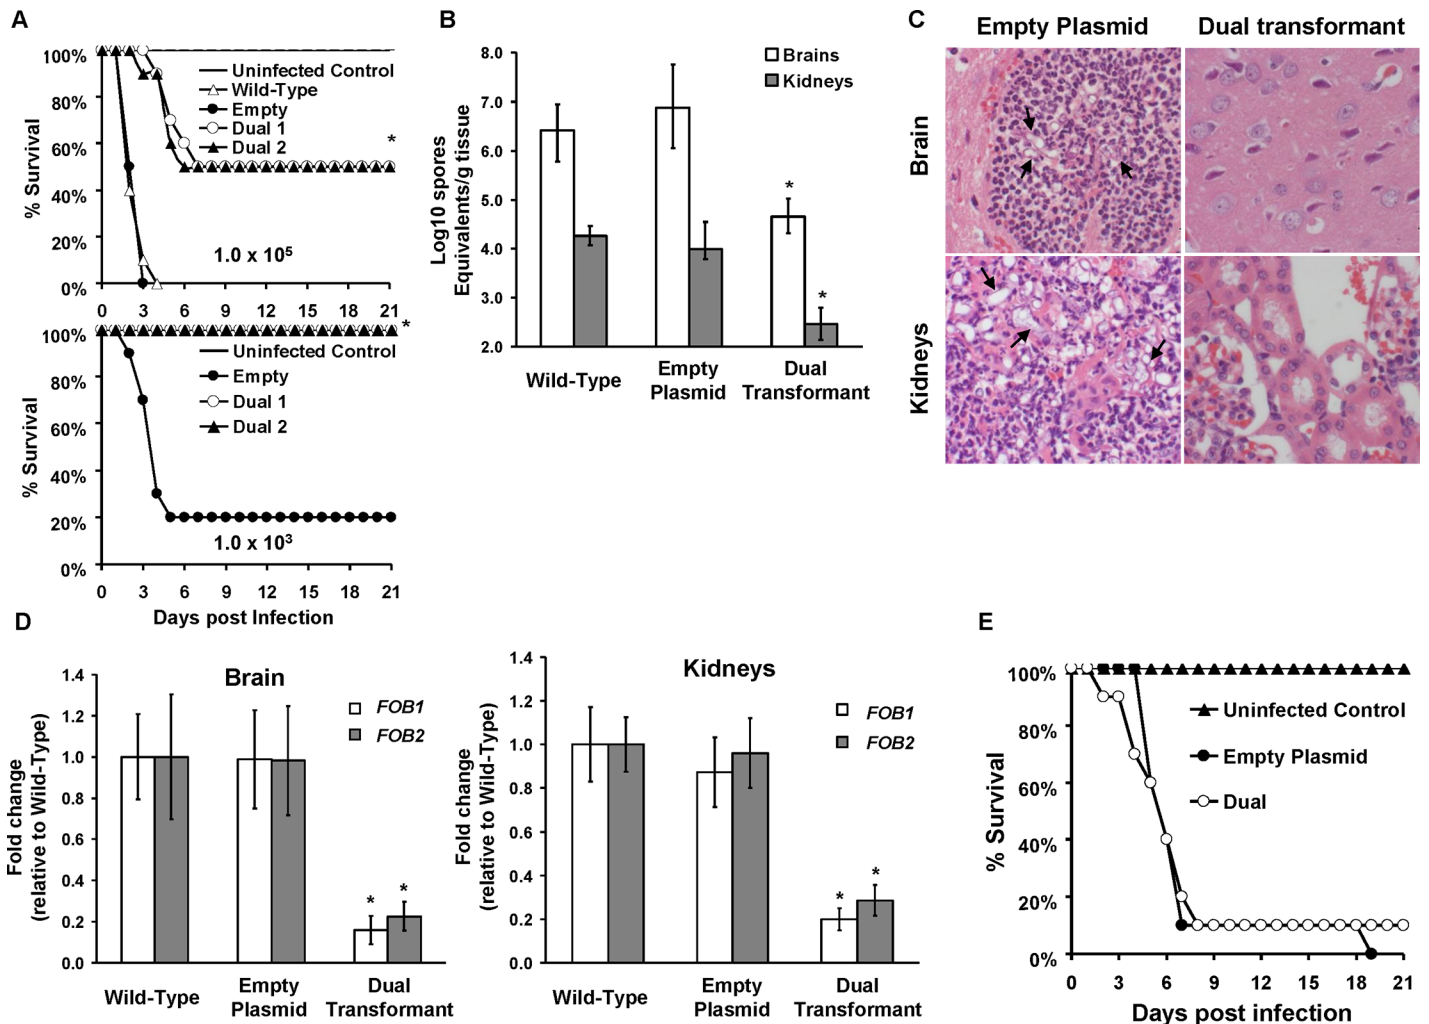 A
100%
80%
60%
40%
20%
0%
% Survival
Uninfected Control
Wild-Type
Empty
Dual 1
Dual 2
*
1.0 x 10⁵
100%
80%
60%
40%
20%
0%
% Survival
*
Uninfected Control
Empty
Dual 1
Dual 2
1.0 x 10³
0 3 6 9 12 15 18 21
Days post Infection
B
8.0
7.0
6.0
5.0
4.0
3.0
2.0
Log10 spores
Equivalents/g tissue
Brains
Kidneys
*
*
Wild-Type
Empty
Plasmid
Dual
Transformant
C
Empty Plasmid
Dual transformant
Brain
Kidneys
D
Brain
1.4
1.2
1.0
0.8
0.6
0.4
0.2
0.0
Fold change
(relative to Wild-Type)
FOB1
FOB2
* *
Wild-Type
Empty
Plasmid
Dual
Transformant
Kidneys
1.4
1.2
1.0
0.8
0.6
0.4
0.2
0.0
Fold change
(relative to Wild-Type)
FOB1
FOB2
* *
Wild-Type
Empty
Plasmid
Dual
Transformant
E
100%
80%
60%
40%
20%
0%
% Survival
Uninfected Control
Empty Plasmid
Dual
0 3 6 9 12 15 18 21
Days post infection